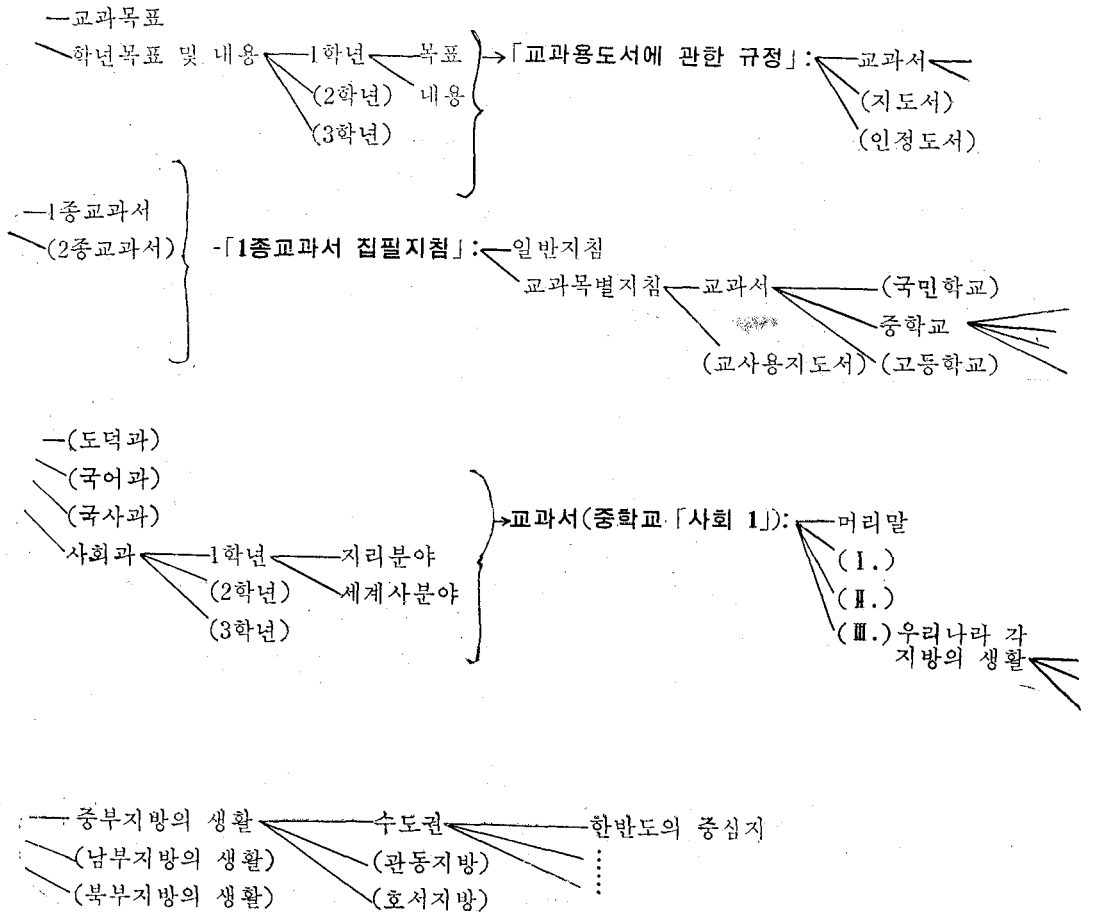 교과목표
학년목표 및 내용 1학년 목표 「교과용도서에 관한 규정」: 교과서
(2학년) 내용 (지도서)
(3학년) (인정도서)
1종교과서
(2종교과서) -「1종교과서 집필지침」: 일반지침
교과목별지침 교과서 (국민학교)
중학교
(교사용지도서) (고등학교)
(도덕과)
(국어과)
(국사과) 교과서(중학교 「사회 1」): 머리말
사회과 1학년 지리분야 (Ⅰ.)
(2학년) 세계사분야 (Ⅱ.)
(3학년) (Ⅲ.) 우리나라 각
지방의 생활
중부지방의 생활 수도권 한반도의 중심지
(남부지방의 생활) (관동지방)
(북부지방의 생활) (호서지방)